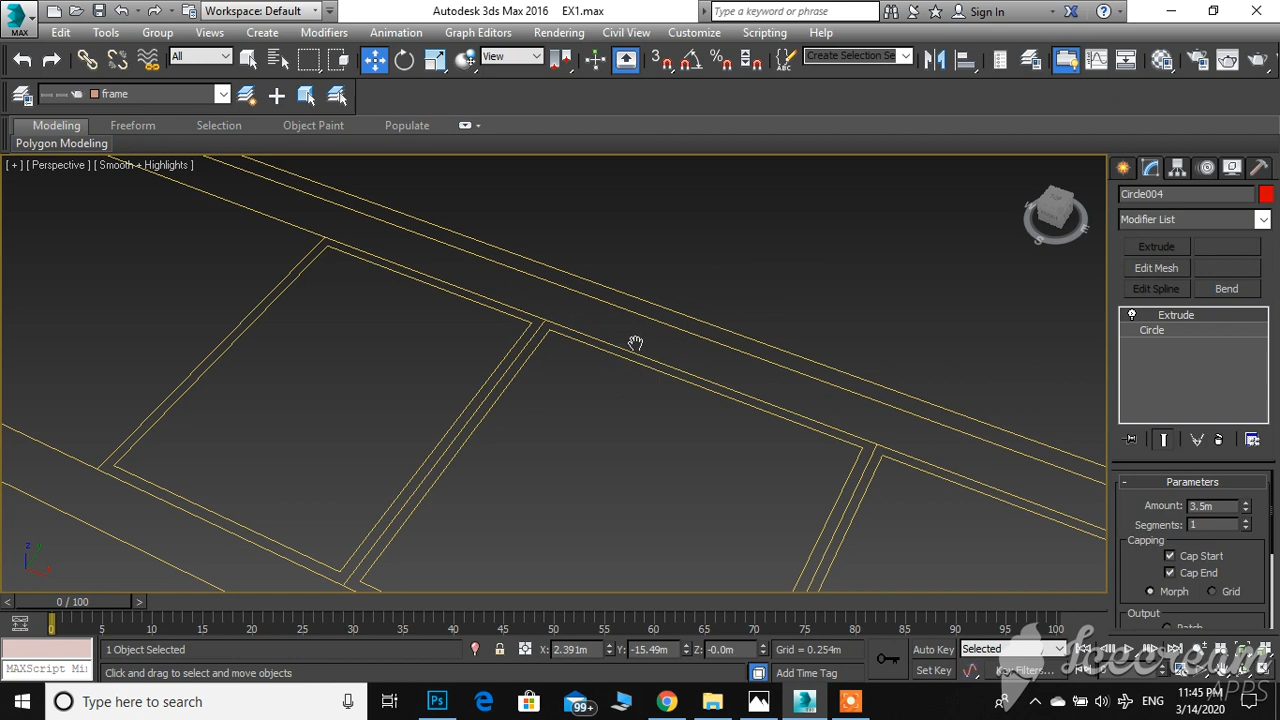 MAX
Workspace: Default
Autodesk 3ds Max 2016 EX1.max
Type a keyword or phrase
Sign In
Edit Tools Group Views Create Modifiers Animation Graph Editors Rendering Civil View Customize Scripting Help
All
View
3
%
Create Selection Se
frame
Modeling Freeform Selection Object Paint Populate
Polygon Modeling
[ + ] [ Perspective ] [ Smooth + Highlights ]
Circle004
Modifier List
Extrude
Edit Mesh
Edit Spline Bend
Extrude
Circle
- Parameters
Amount: 3.5m
Segments: 1
Capping
Cap Start
Cap End
Morph Grid
Output
0 / 100
0 5 10 15 20 25 30 35 40 45 50 55 60 65 70 75 80 85 90 95 100
1 Object Selected
X: 2.391m Y: -15.49m Z: -0.0m Grid = 0.254m
Auto Key Selected
MAXScript Mi
Click and drag to select and move objects
Add Time Tag
Set Key Key Filters...
Type here to search
99+
ENG
11:45 PM
3/14/2020